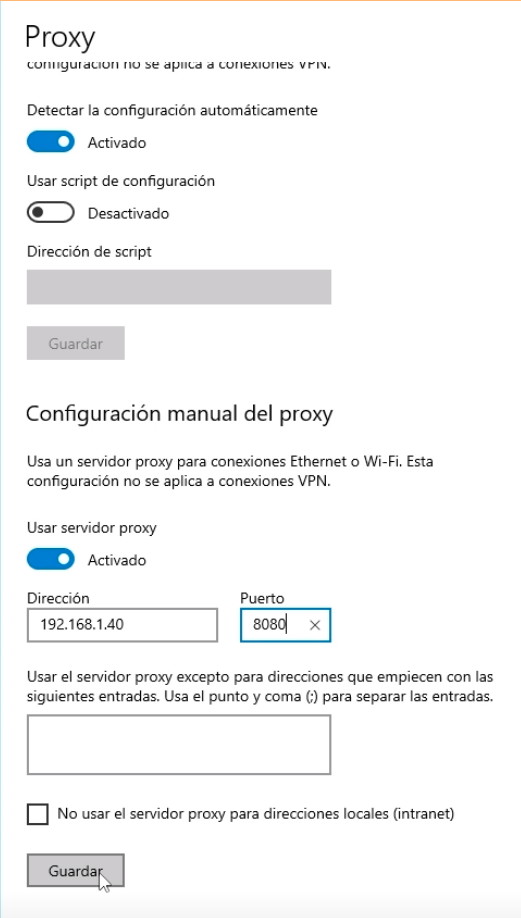 Proxy
configuración no se aplica a conexiones VPN.
Detectar la configuración automáticamente
Activado
Usar script de configuración
Desactivado
Dirección de script
Guardar
Configuración manual del proxy
Usa un servidor proxy para conexiones Ethernet o Wi-Fi. Esta
configuración no se aplica a conexiones VPN.
Usar servidor proxy
Activado
Dirección Puerto
192.168.1.40 8080
Usar el servidor proxy excepto para direcciones que empiecen con las
siguientes entradas. Usa el punto y coma (;) para separar las entradas.
No usar el servidor proxy para direcciones locales (intranet)
Guardar